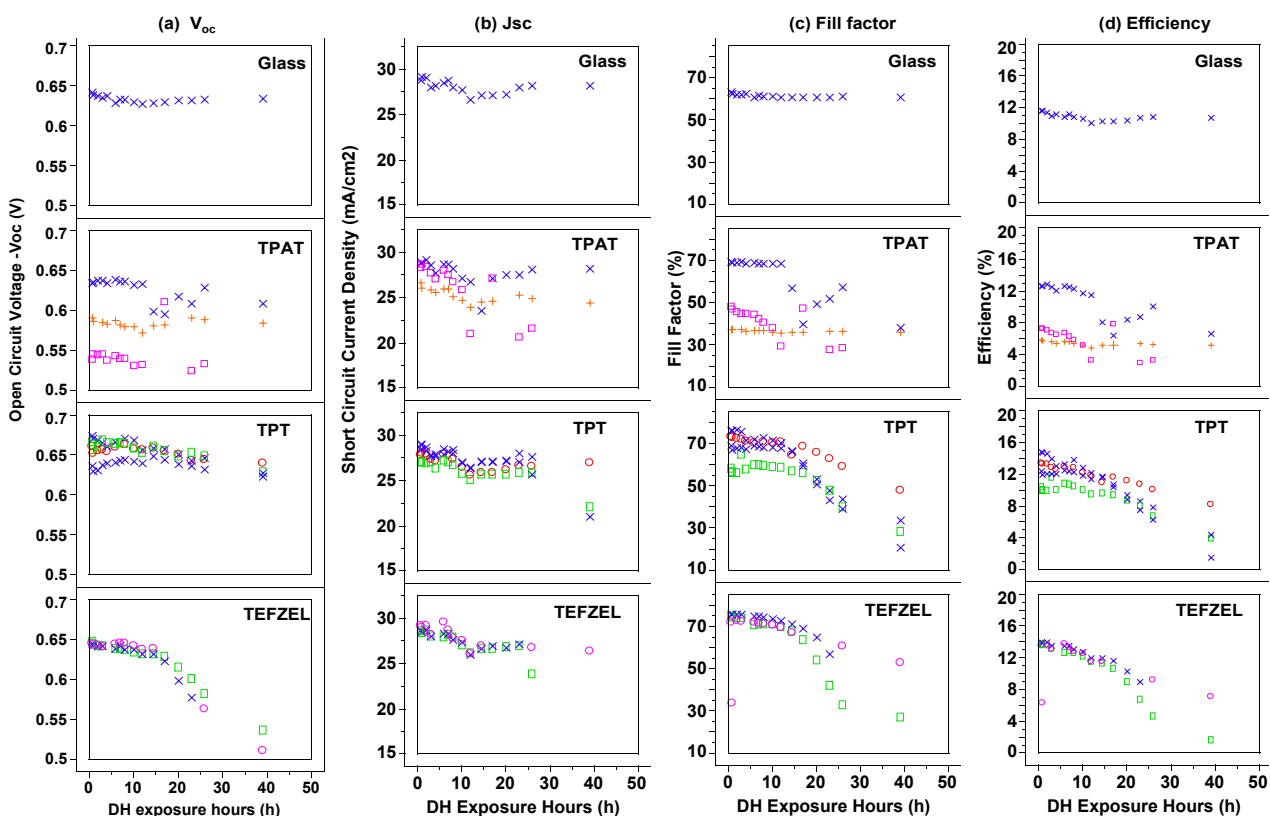 (a) Voc
(b) Jsc
(c) Fill factor
(d) Efficiency
Open Circuit Voltage -Voc (V)
0.7
0.65
0.6
0.55
0.5
Glass
0.7
0.65
0.6
0.55
0.5
TPAT
0.7
0.65
0.6
0.55
0.5
TPT
0.7
0.65
0.6
0.55
0.5
TEFZEL
0 10 20 30 40 50
DH exposure hours (h)
Short Circuit Current Density (mA/cm2)
30
25
20
15
Glass
30
25
20
15
TPAT
30
25
20
15
TPT
30
25
20
15
TEFZEL
0 10 20 30 40 50
DH Exposure Hours (h)
Fill Factor (%)
70
50
30
10
Glass
70
50
30
10
TPAT
70
50
30
10
TPT
70
50
30
10
TEFZEL
0 10 20 30 40 50
DH Exposure Hours (h)
Efficiency (%)
20
16
12
8
4
0
Glass
20
16
12
8
4
0
TPAT
20
16
12
8
4
0
TPT
20
16
12
8
4
0
TEFZEL
0 10 20 30 40 50
DH Exposure Hours (h)